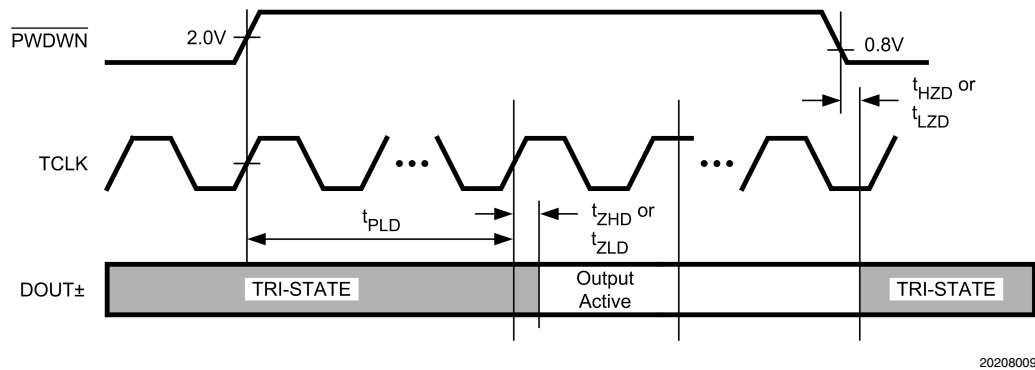 PWDWN
2.0V
0.8V
tHZD or
tLZD
TCLK
tPLD
tZHD or
tZLD
DOUT±
TRI-STATE
Output
Active
TRI-STATE
20208009